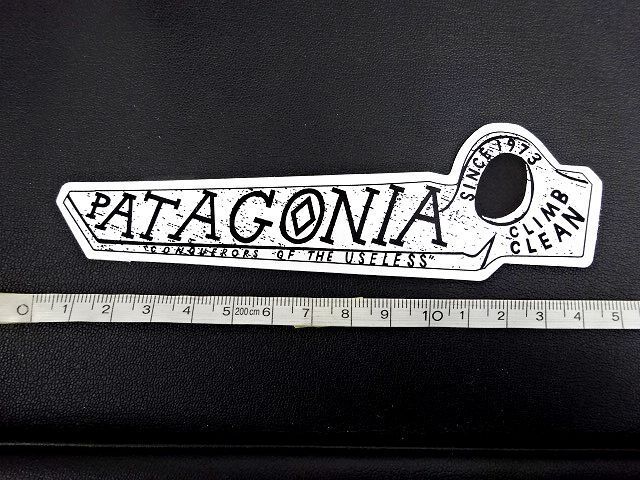 PATAGONIA
"CONQUERORS OF THE USELESS"
SINCE 1973
CLIMB
CLEAN
0 1 2 3 4 5 200cm 6 7 8 9 10 1 2 3 4 5